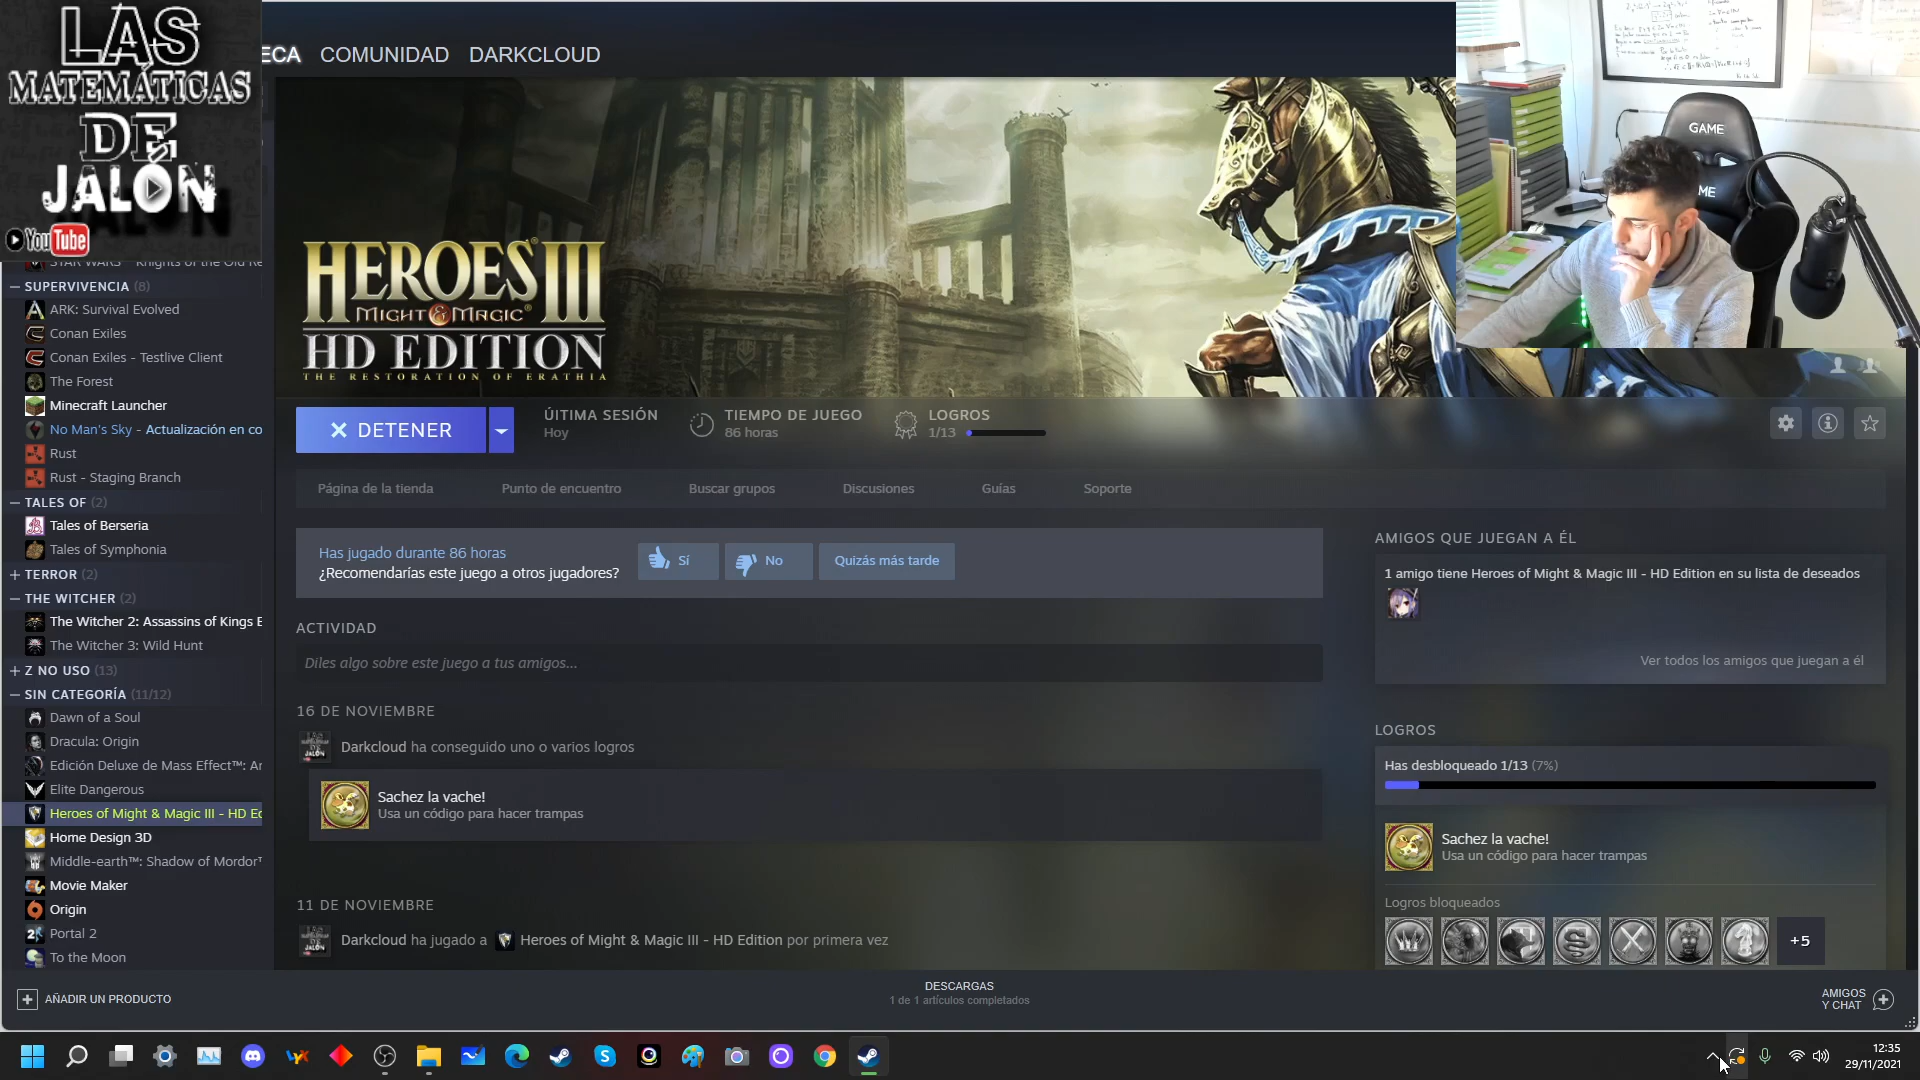 LAS
MATEMÁTICAS
DE
JALÓN
YouTube
ECA
COMUNIDAD
DARKCLOUD
GAME
HEROES III
MIGHT & MAGIC
HD EDITION
THE RESTORATION OF ERATHIA
STAR WARS™ Knights of the Old Re
SUPERVIVENCIA (8)
ARK: Survival Evolved
Conan Exiles
Conan Exiles - Testlive Client
The Forest
Minecraft Launcher
No Man's Sky - Actualización en co
Rust
Rust - Staging Branch
TALES OF (2)
Tales of Berseria
Tales of Symphonia
TERROR (2)
THE WITCHER (2)
The Witcher 2: Assassins of Kings E
The Witcher 3: Wild Hunt
Z NO USO (13)
SIN CATEGORÍA (11/12)
Dawn of a Soul
Dracula: Origin
Edición Deluxe de Mass Effect™: Ar
Elite Dangerous
Heroes of Might & Magic III - HD Ed
Home Design 3D
Middle-earth™: Shadow of Mordor™
Movie Maker
Origin
Portal 2
To the Moon
AÑADIR UN PRODUCTO
DETENER
ÚLTIMA SESIÓN
Hoy
TIEMPO DE JUEGO
86 horas
LOGROS
1/13
Página de la tienda
Punto de encuentro
Buscar grupos
Discusiones
Guías
Soporte
Has jugado durante 86 horas
¿Recomendarías este juego a otros jugadores?
Sí
No
Quizás más tarde
ACTIVIDAD
Diles algo sobre este juego a tus amigos...
16 DE NOVIEMBRE
Darkcloud ha conseguido uno o varios logros
Sachez la vache!
Usa un código para hacer trampas
11 DE NOVIEMBRE
Darkcloud ha jugado a Heroes of Might & Magic III - HD Edition por primera vez
AMIGOS QUE JUEGAN A ÉL
1 amigo tiene Heroes of Might & Magic III - HD Edition en su lista de deseados
Ver todos los amigos que juegan a él
LOGROS
Has desbloqueado 1/13 (7%)
Sachez la vache!
Usa un código para hacer trampas
Logros bloqueados
+5
DESCARGAS
1 de 1 artículos completados
AMIGOS
Y CHAT
12:35
29/11/2021